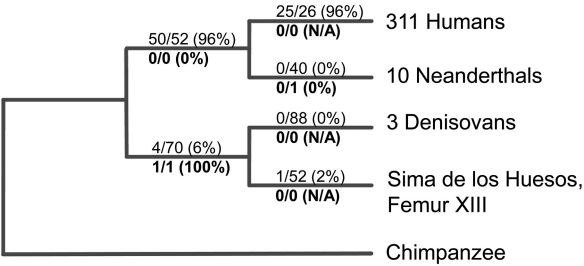 25/26 (96%)
0/0 (N/A)
311 Humans
50/52 (96%)
0/0 (0%)
0/40 (0%)
0/1 (0%)
10 Neanderthals
0/88 (0%)
0/0 (N/A)
3 Denisovans
4/70 (6%)
1/1 (100%)
1/52 (2%)
0/0 (N/A)
Sima de los Huesos,
Femur XIII
Chimpanzee